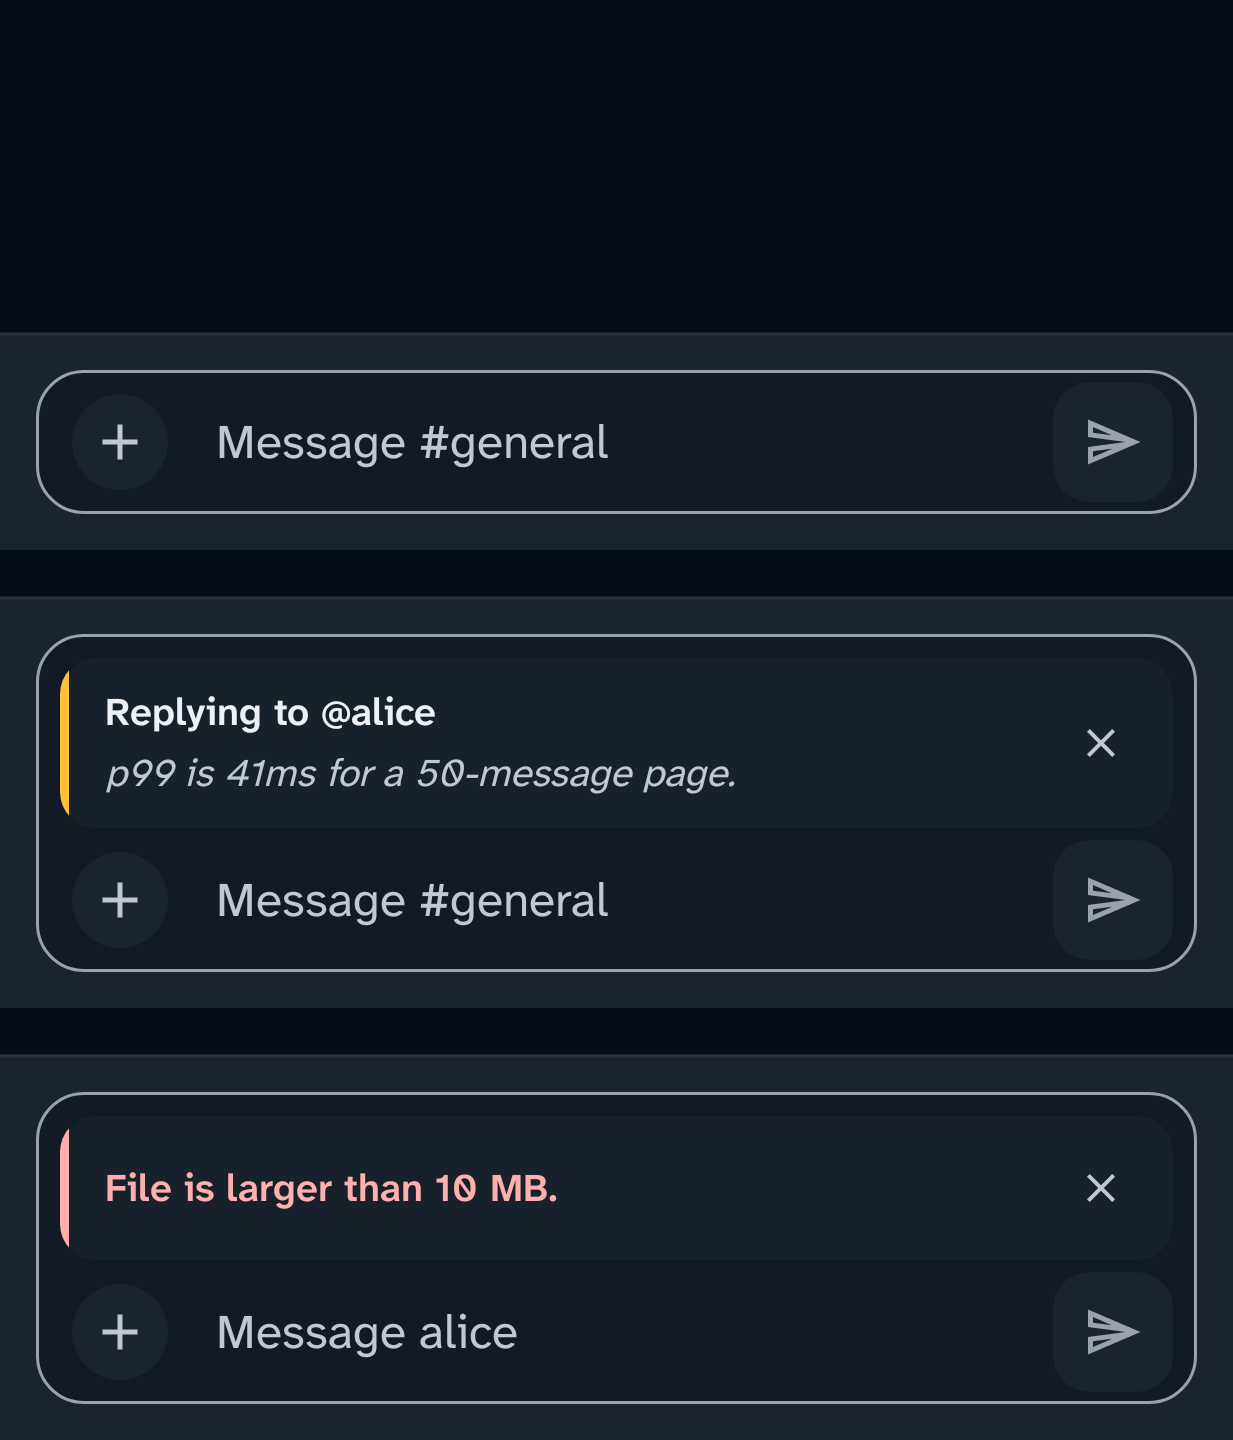 Message #general
Replying to @alice
p99 is 41ms for a 50-message page.
Message #general
File is larger than 10 MB.
Message alice